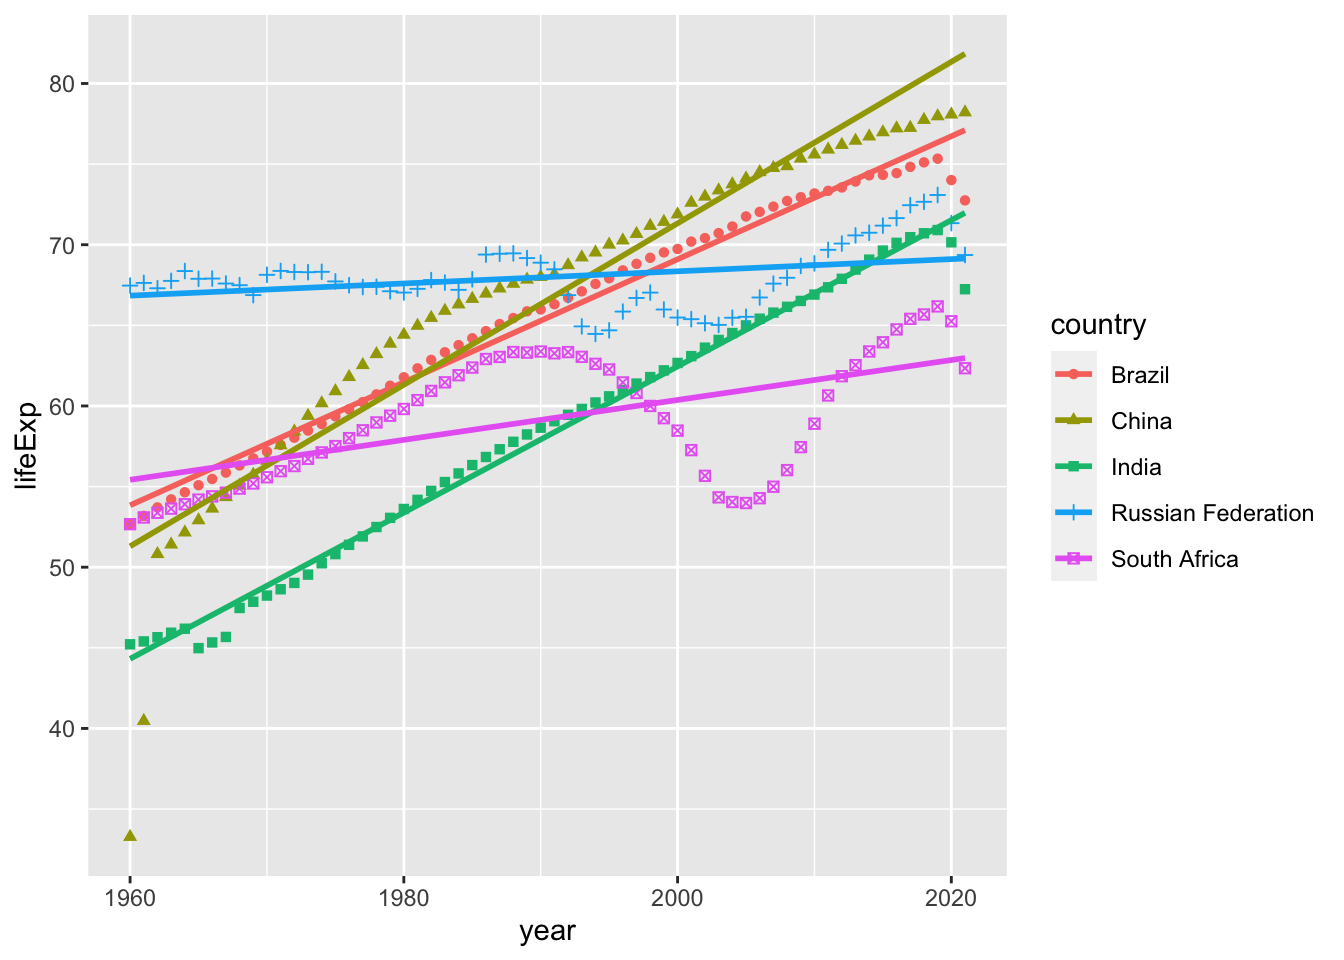 80
70
60
50
40
lifeExp
1960
1980
2000
2020
year
country
Brazil
China
India
Russian Federation
South Africa